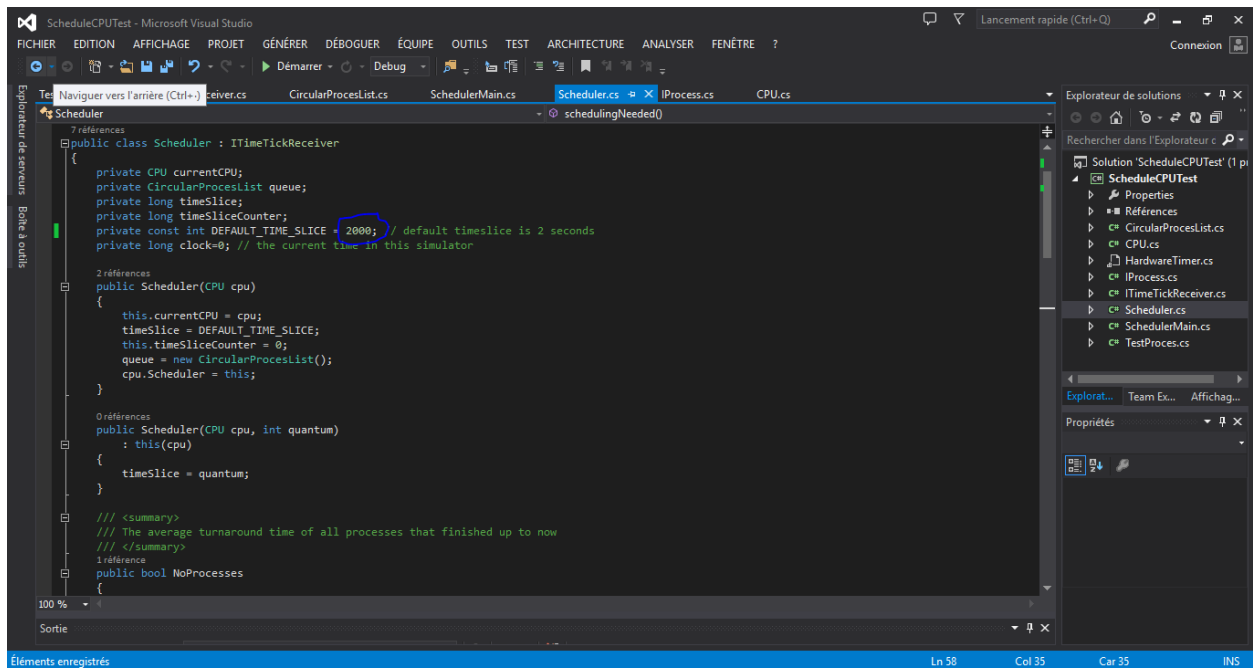 ScheduleCPUTest - Microsoft Visual Studio
Lancement rapide (Ctrl+Q)
FICHIER EDITION AFFICHAGE PROJET GÉNÉRER DÉBOGUER ÉQUIPE OUTILS TEST ARCHITECTURE ANALYSER FENÊTRE ?
Connexion
Démarrer Debug
Tes
Naviguer vers l'arrière (Ctrl+-)
ceiver.cs CircularProcesList.cs SchedulerMain.cs Scheduler.cs IProcess.cs CPU.cs
Scheduler schedulingNeeded()
Explorateur de serveurs
Boîte à outils
7 références
public class Scheduler : ITimeTickReceiver
{
private CPU currentCPU;
private CircularProcesList queue;
private long timeSlice;
private long timeSliceCounter;
private const int DEFAULT_TIME_SLICE = 2000; // default timeslice is 2 seconds
private long clock=0; // the current time in this simulator
2 références
public Scheduler(CPU cpu)
{
this.currentCPU = cpu;
timeSlice = DEFAULT_TIME_SLICE;
this.timeSliceCounter = 0;
queue = new CircularProcesList();
cpu.Scheduler = this;
}
0 références
public Scheduler(CPU cpu, int quantum)
: this(cpu)
{
timeSlice = quantum;
}
/// <summary>
/// The average turnaround time of all processes that finished up to now
/// </summary>
1 référence
public bool NoProcesses
{
100 %
Sortie
Explorateur de solutions
Rechercher dans l'Explorateur c
Solution 'ScheduleCPUTest' (1 pr
ScheduleCPUTest
Properties
Références
CircularProcesList.cs
CPU.cs
HardwareTimer.cs
IProcess.cs
ITimeTickReceiver.cs
Scheduler.cs
SchedulerMain.cs
TestProces.cs
Explorat... Team Ex... Affichag...
Propriétés
Éléments enregistrés Ln 58 Col 35 Car 35 INS